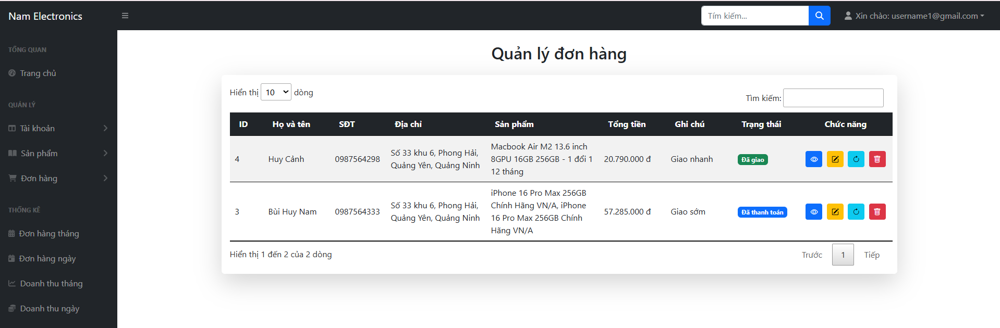 Nam Electronics
Tím kiếm...
Xin chào: username1@gmail.com
TỔNG QUAN
Trang chủ
QUẢN LÝ
Tài khoản
Sản phẩm
Đơn hàng
THỐNG KÊ
Đơn hàng tháng
Đơn hàng ngày
Doanh thu tháng
Doanh thu ngày
Quản lý đơn hàng
Hiển thị 10 dòng
Tìm kiếm:
ID Họ và tên SĐT Địa chỉ Sản phẩm Tổng tiền Ghi chú Trạng thái Chức năng
4 Huy Cảnh 0987564298 Số 33 khu 6, Phong Hải,
Quảng Yên, Quảng Ninh
Macbook Air M2 13.6 inch
8GPU 16GB 256GB - 1 đổi 1
12 tháng
20.790.000 đ Giao nhanh Đã giao
3 Bùi Huy Nam 0987564333 Số 33 khu 6, Phong Hải,
Quảng Yên, Quảng Ninh
iPhone 16 Pro Max 256GB
Chính Hãng VN/A, iPhone
16 Pro Max 256GB Chính
Hãng VN/A
57.285.000 đ Giao sớm Đã thanh toán
Hiển thị 1 đến 2 của 2 dòng
Trước 1 Tiếp